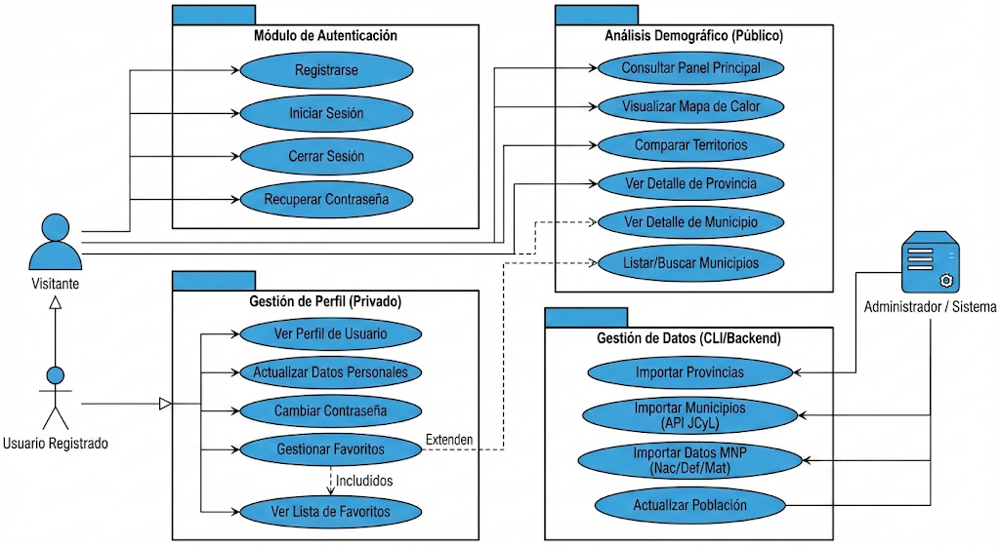 Módulo de Autenticación
Registrarse
Iniciar Sesión
Cerrar Sesión
Recuperar Contraseña
Análisis Demográfico (Público)
Consultar Panel Principal
Visualizar Mapa de Calor
Comparar Territorios
Ver Detalle de Provincia
Ver Detalle de Municipio
Listar/Buscar Municipios
Visitante
Usuario Registrado
Gestión de Perfil (Privado)
Ver Perfil de Usuario
Actualizar Datos Personales
Cambiar Contraseña
Gestionar Favoritos
Extenden
Includidos
Ver Lista de Favoritos
Administrador / Sistema
Gestión de Datos (CLI/Backend)
Importar Provincias
Importar Municipios
(API JCyL)
Importar Datos MNP
(Nac/Def/Mat)
Actualizar Población